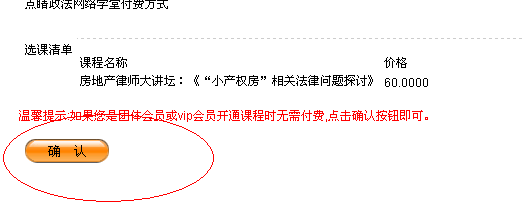 点睛政法网络学堂付费方式
选课清单
课程名称 价格
房地产律师大讲坛：《“小产权房”相关法律问题探讨》 60.0000
温馨提示:如果您是团体会员或vip会员开通课程时无需付费,点击确认按钮即可。
确 认